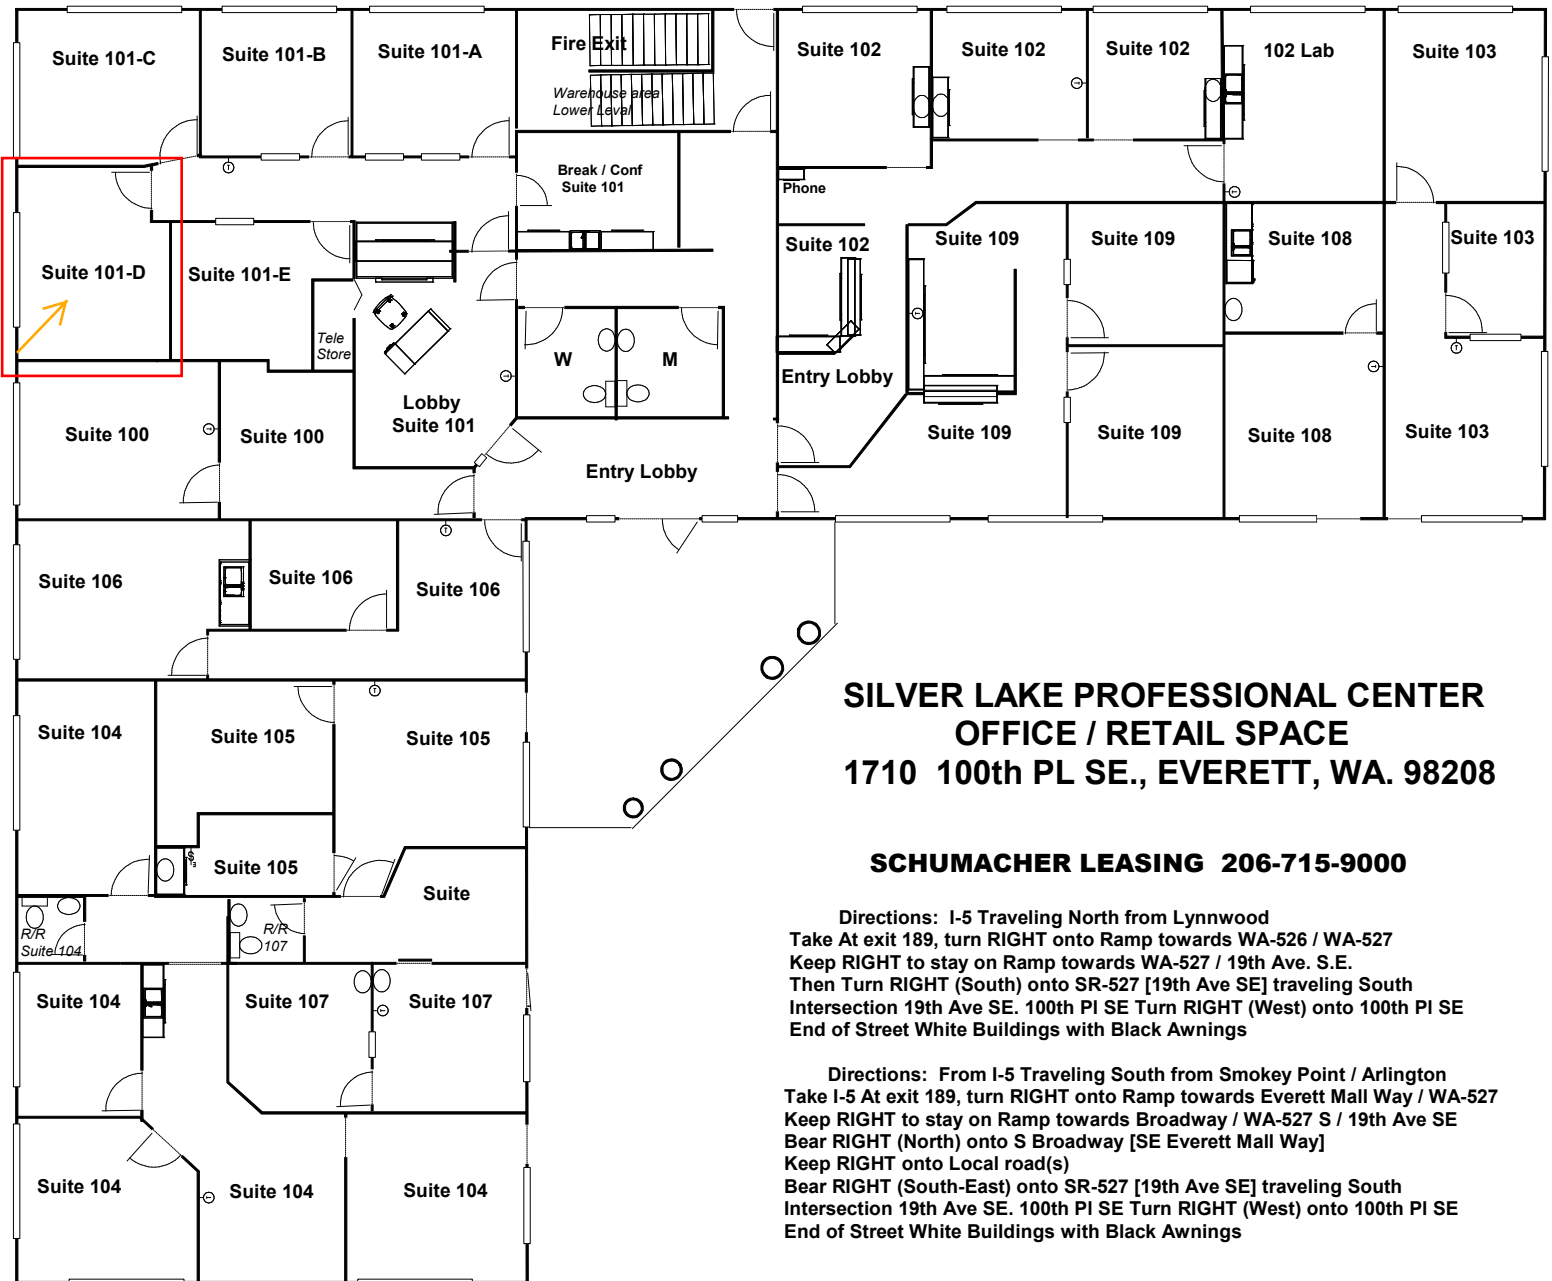 Suite 101-C
Suite 101-B
Suite 101-A
Fire Exit
Warehouse area
Lower Leval
Suite 102
Suite 102
Suite 102
102 Lab
Suite 103
Break / Conf
Suite 101
Phone
Suite 101-D
Suite 101-E
Tele
Store
W
M
Suite 102
Suite 109
Suite 109
Suite 108
Suite 103
Entry Lobby
Lobby
Suite 101
Suite 100
Suite 100
Entry Lobby
Suite 109
Suite 109
Suite 108
Suite 103
Suite 106
Suite 106
Suite 106
Suite 104
Suite 105
Suite 105
Suite 105
Suite
R/R
Suite 104
R/R
107
Suite 104
Suite 107
Suite 107
Suite 104
Suite 104
Suite 104
SILVER LAKE PROFESSIONAL CENTER
OFFICE / RETAIL SPACE
1710 100th PL SE., EVERETT, WA. 98208
SCHUMACHER LEASING 206-715-9000
Directions: I-5 Traveling North from Lynnwood
Take At exit 189, turn RIGHT onto Ramp towards WA-526 / WA-527
Keep RIGHT to stay on Ramp towards WA-527 / 19th Ave. S.E.
Then Turn RIGHT (South) onto SR-527 [19th Ave SE] traveling South
Intersection 19th Ave SE. 100th Pl SE Turn RIGHT (West) onto 100th Pl SE
End of Street White Buildings with Black Awnings
Directions: From I-5 Traveling South from Smokey Point / Arlington
Take I-5 At exit 189, turn RIGHT onto Ramp towards Everett Mall Way / WA-527
Keep RIGHT to stay on Ramp towards Broadway / WA-527 S / 19th Ave SE
Bear RIGHT (North) onto S Broadway [SE Everett Mall Way]
Keep RIGHT onto Local road(s)
Bear RIGHT (South-East) onto SR-527 [19th Ave SE] traveling South
Intersection 19th Ave SE. 100th Pl SE Turn RIGHT (West) onto 100th Pl SE
End of Street White Buildings with Black Awnings